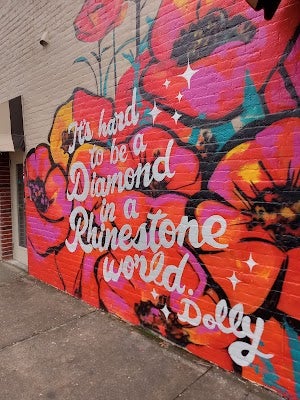 It's hard
to be a
Diamond
in a
Rhinestone
world.
Dolly